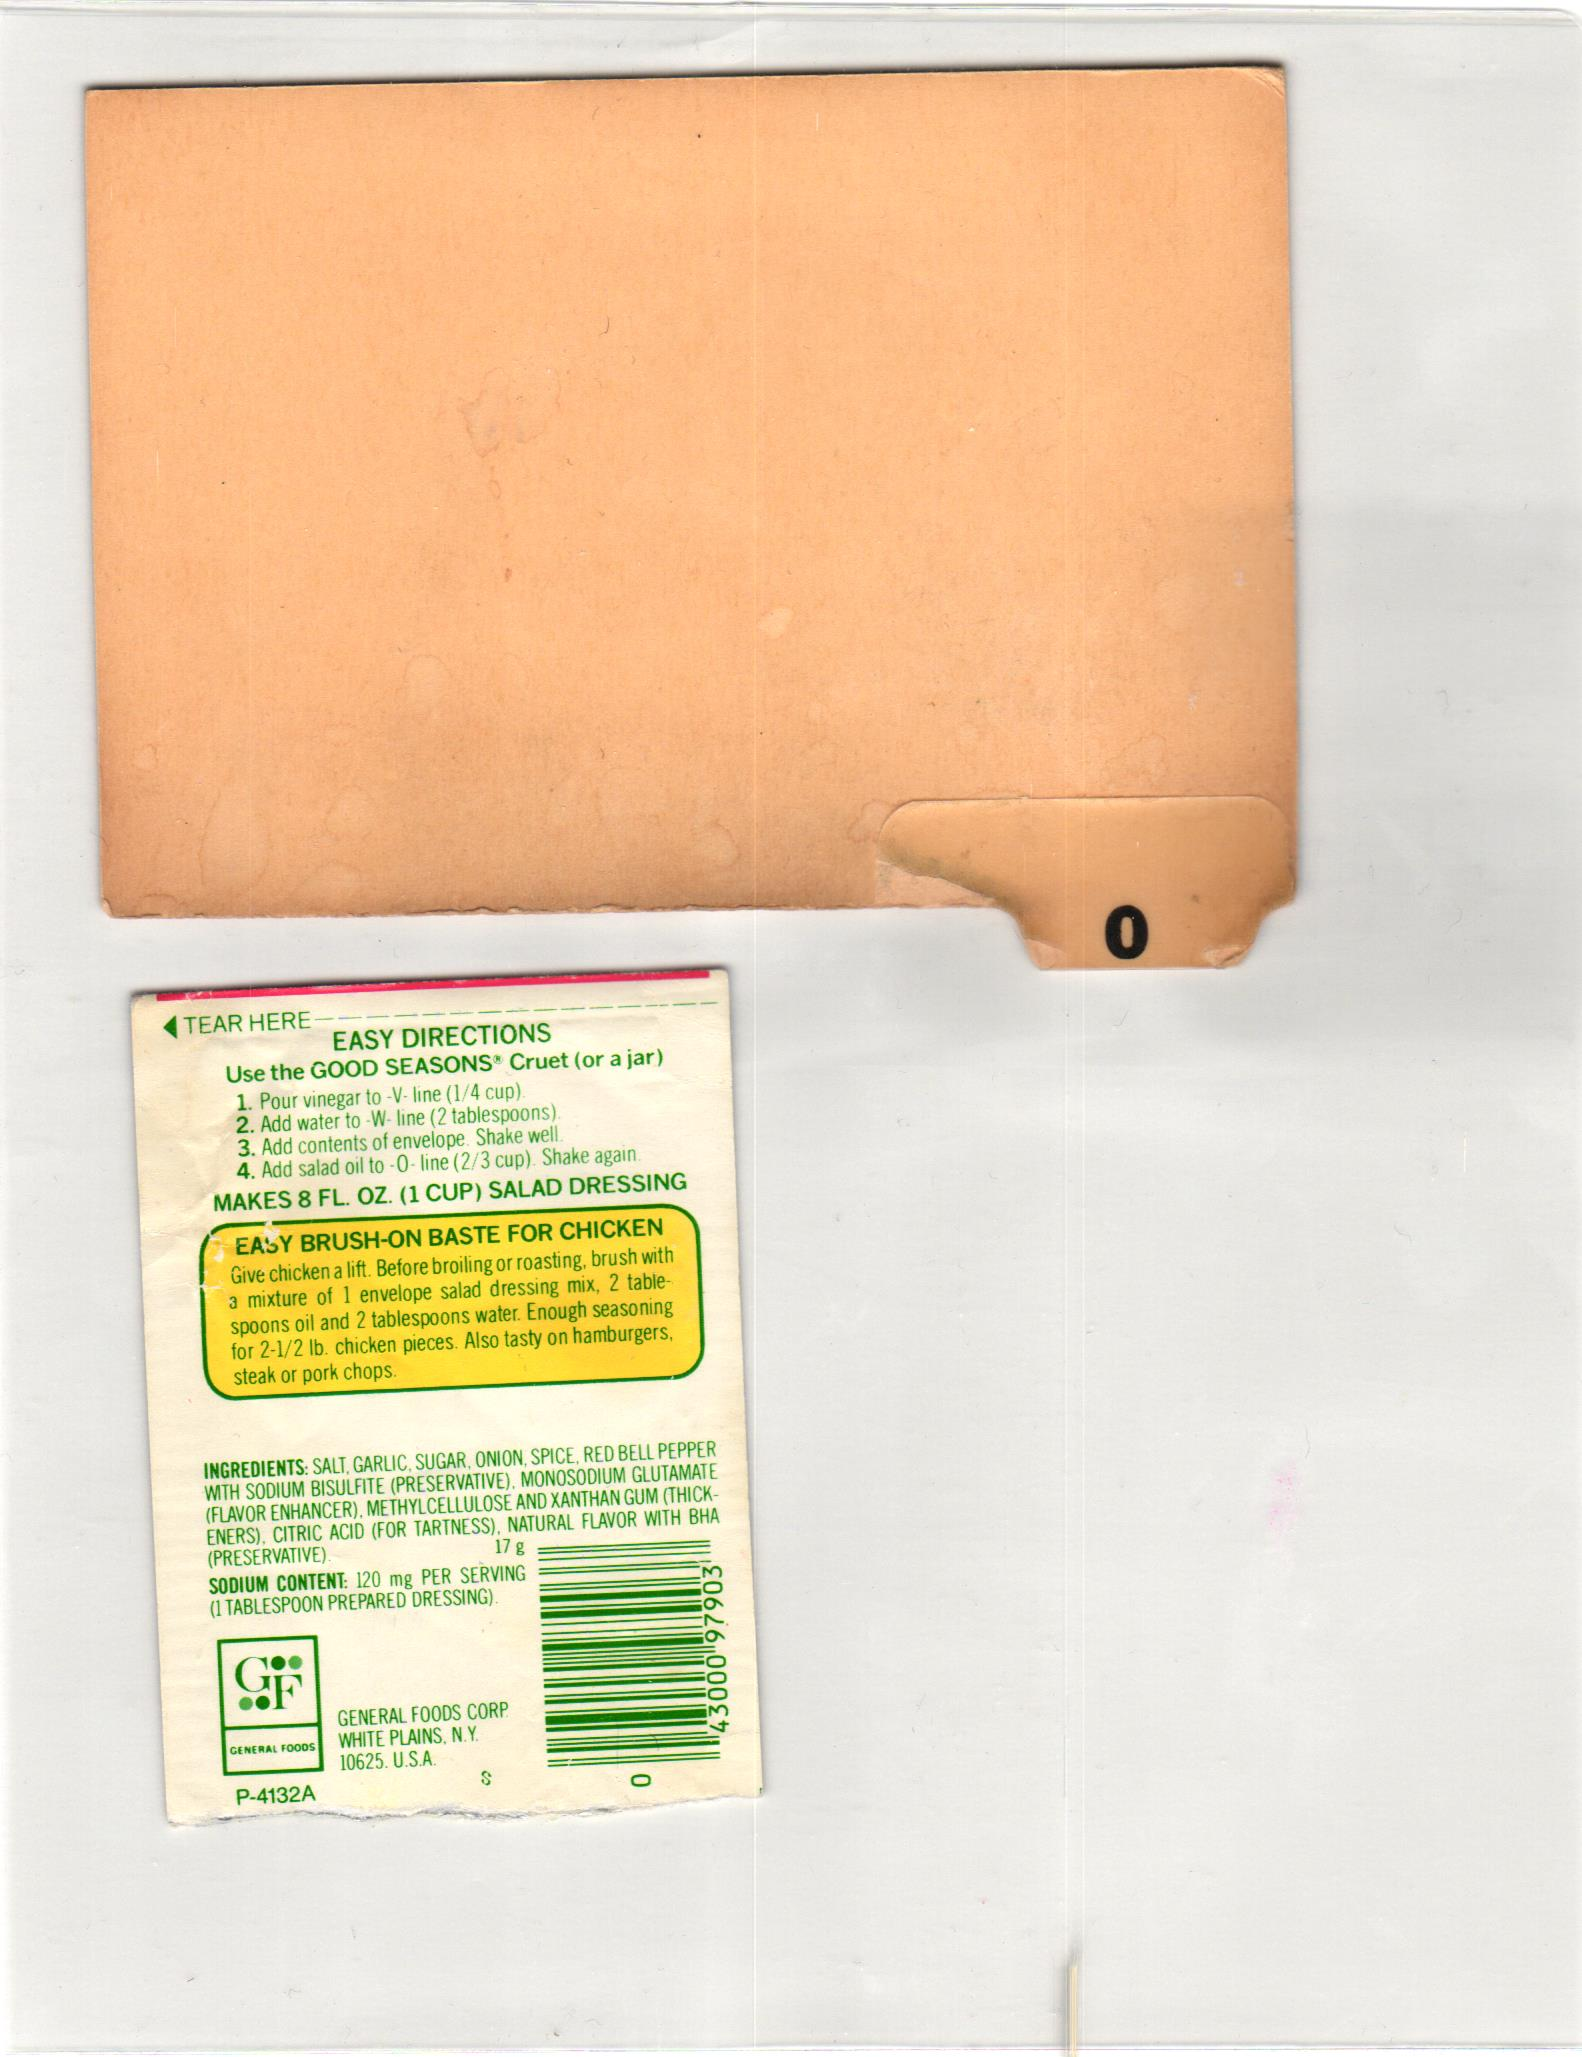 O
TEAR HERE
EASY DIRECTIONS
Use the GOOD SEASONS® Cruet (or a jar)
1. Pour vinegar to -V- line (1/4 cup).
2. Add water to -W- line (2 tablespoons).
3. Add contents of envelope. Shake well.
4. Add salad oil to -O- line (2/3 cup). Shake again.
MAKES 8 FL. OZ. (1 CUP) SALAD DRESSING
EASY BRUSH-ON BASTE FOR CHICKEN
Give chicken a lift. Before broiling or roasting, brush with
a mixture of 1 envelope salad dressing mix, 2 table-
spoons oil and 2 tablespoons water. Enough seasoning
for 2-1/2 lb. chicken pieces. Also tasty on hamburgers,
steak or pork chops.
INGREDIENTS: SALT, GARLIC, SUGAR, ONION, SPICE, RED BELL PEPPER
WITH SODIUM BISULFITE (PRESERVATIVE), MONOSODIUM GLUTAMATE
(FLAVOR ENHANCER), METHYLCELLULOSE AND XANTHAN GUM (THICK-
ENERS), CITRIC ACID (FOR TARTNESS), NATURAL FLAVOR WITH BHA
(PRESERVATIVE).
17 g
SODIUM CONTENT: 120 mg PER SERVING
(1 TABLESPOON PREPARED DRESSING).
GF
GENERAL FOODS
GENERAL FOODS CORP.
WHITE PLAINS, N.Y.
10625. U.S.A.
P-4132A
S
0
43000 97903